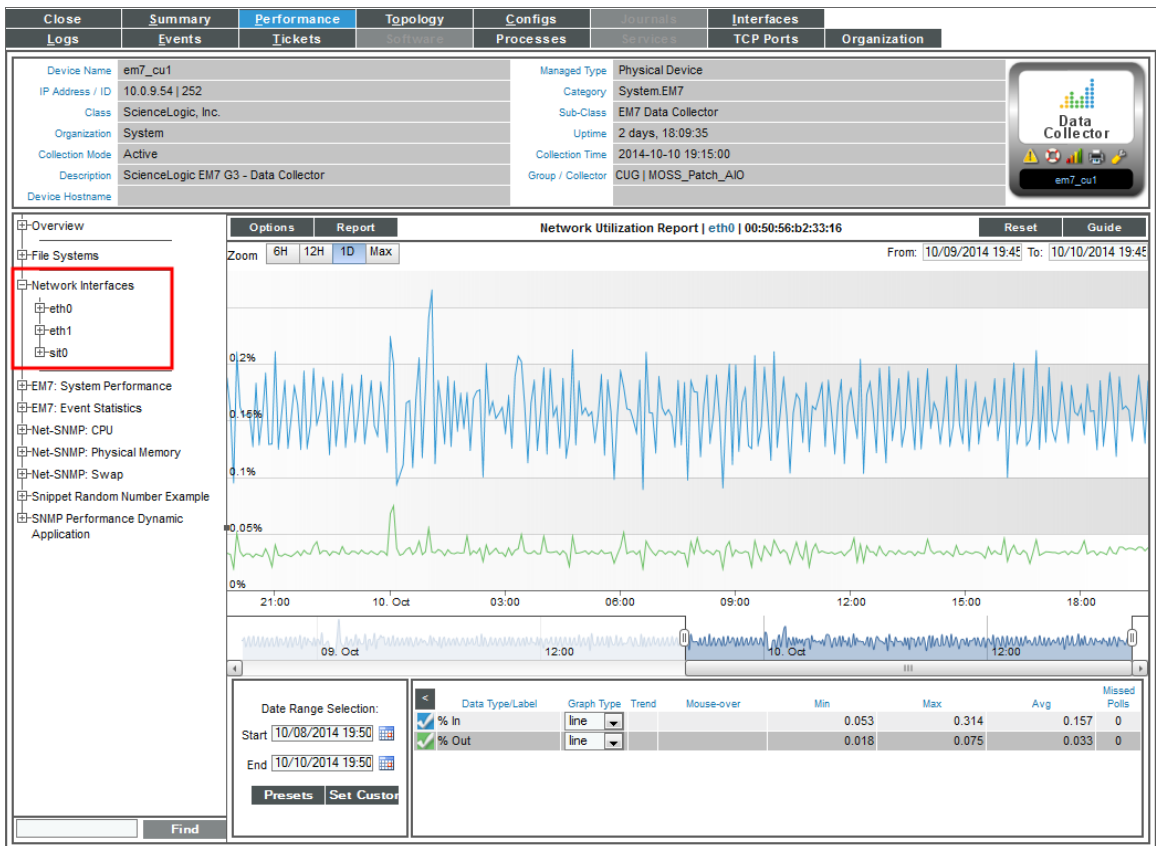 Close Summary Performance Topology Configs Journals Interfaces
Logs Events Tickets Software Processes Services TCP Ports Organization
Device Name em7_cu1 Managed Type Physical Device
IP Address / ID 10.0.9.54 | 252 Category System.EM7
Class ScienceLogic, Inc. Sub-Class EM7 Data Collector
Organization System Uptime 2 days, 18:09:35
Collection Mode Active Collection Time 2014-10-10 19:15:00
Description ScienceLogic EM7 G3 - Data Collector Group / Collector CUG | MOSS_Patch_AIO
Device Hostname
Data
Collector
em7_cu1
Overview
File Systems
Network Interfaces
eth0
eth1
sit0
EM7: System Performance
EM7: Event Statistics
Net-SNMP: CPU
Net-SNMP: Physical Memory
Net-SNMP: Swap
Snippet Random Number Example
SNMP Performance Dynamic
Application
Find
Options Report Network Utilization Report | eth0 | 00:50:56:b2:33:16 Reset Guide
Zoom 6H 12H 1D Max From: 10/09/2014 19:45 To: 10/10/2014 19:45
0.2%
0.15%
0.1%
0.05%
0%
21:00 10. Oct 03:00 06:00 09:00 12:00 15:00 18:00
09. Oct 12:00 10. Oct 12:00
Date Range Selection:
Start 10/08/2014 19:50
End 10/10/2014 19:50
Presets Set Custor
< Data Type/Label Graph Type Trend Mouse-over Min Max Avg Missed Polls
% In line 0.053 0.314 0.157 0
% Out line 0.018 0.075 0.033 0